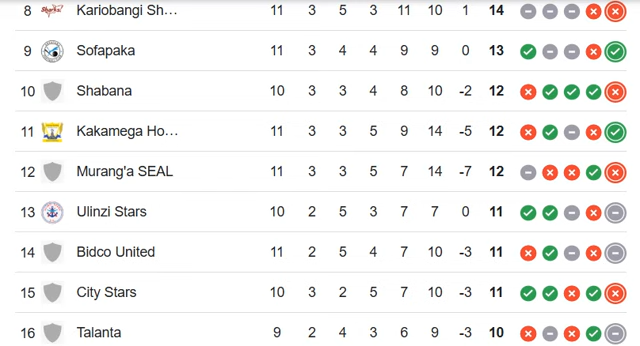 8 Kariobangi Sh... 11 3 5 3 11 10 1 14
9 Sofapaka 11 3 4 4 9 9 0 13
10 Shabana 10 3 3 4 8 10 -2 12
11 Kakamega Ho... 11 3 3 5 9 14 -5 12
12 Murang'a SEAL 11 3 3 5 7 14 -7 12
13 Ulinzi Stars 10 2 5 3 7 7 0 11
14 Bidco United 11 2 5 4 7 10 -3 11
15 City Stars 10 3 2 5 7 10 -3 11
16 Talanta 9 2 4 3 6 9 -3 10